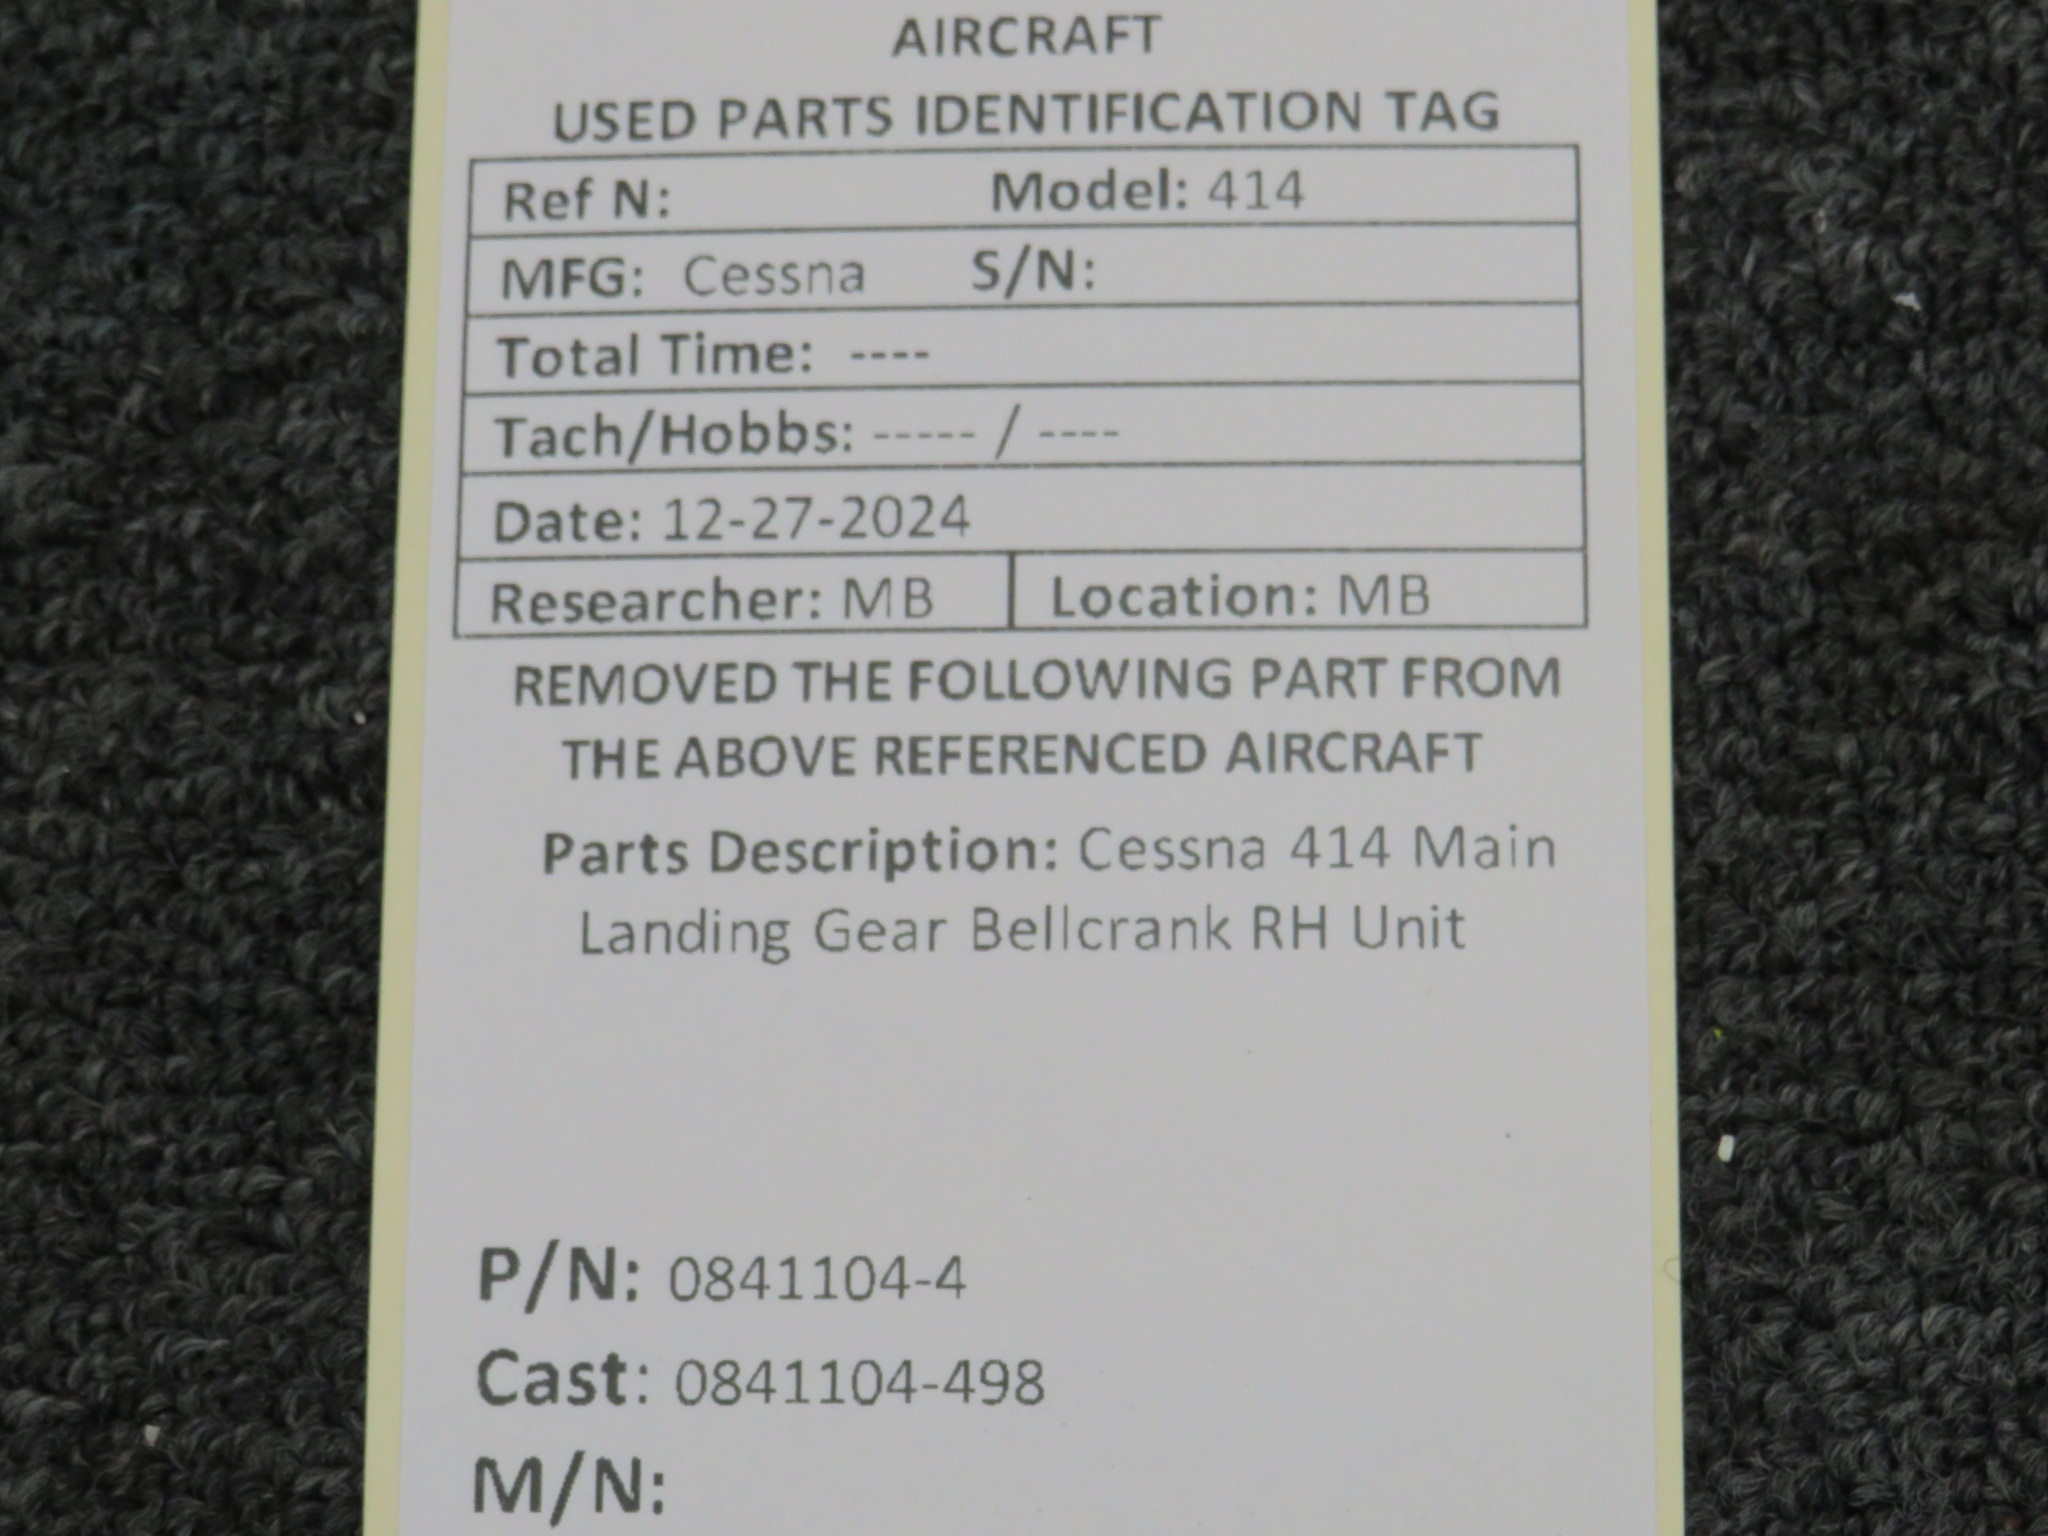 AIRCRAFT
USED PARTS IDENTIFICATION TAG
Ref N: Model: 414
MFG: Cessna S/N:
Total Time: ----
Tach/Hobbs: ----- / ----
Date: 12-27-2024
Researcher: MB Location: MB
REMOVED THE FOLLOWING PART FROM
THE ABOVE REFERENCED AIRCRAFT
Parts Description: Cessna 414 Main
Landing Gear Bellcrank RH Unit
P/N: 0841104-4
Cast: 0841104-498
M/N: